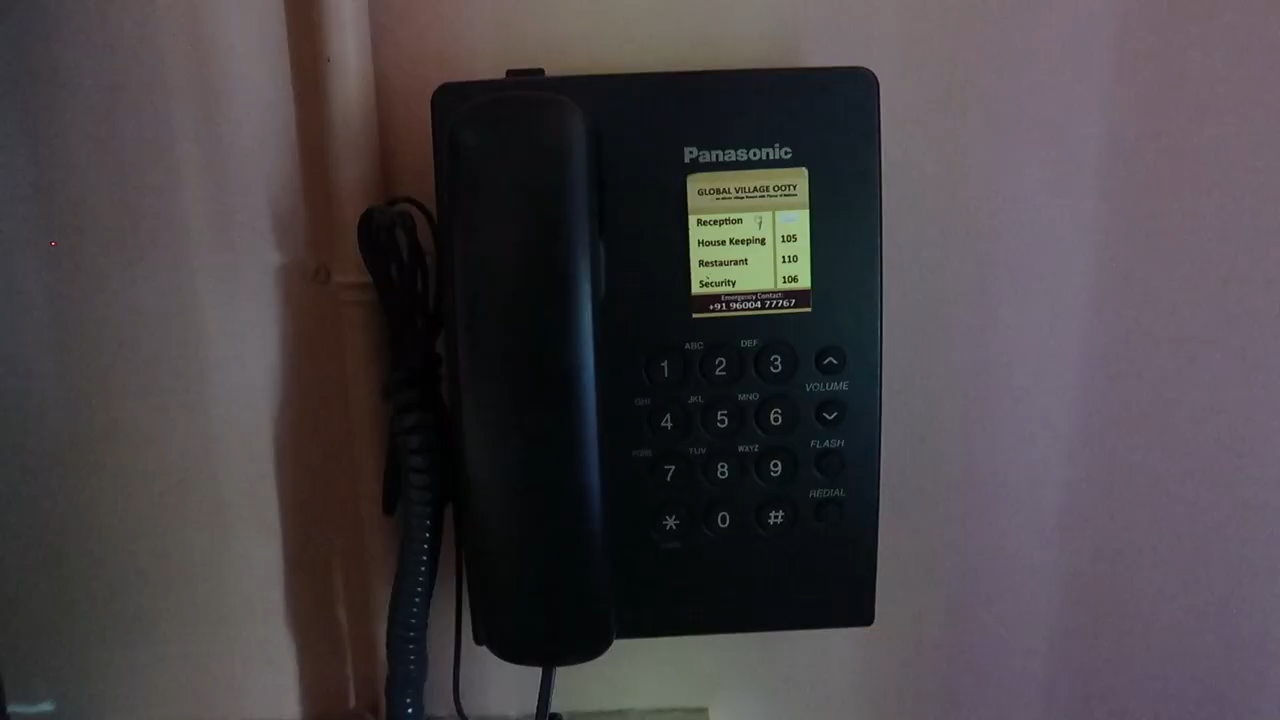 Panasonic
GLOBAL VILLAGE OOTY
Reception
House Keeping 105
Restaurant 110
Security 106
Emergency Contact:
+91 96004 77767
ABC DEF
1 2 3
VOLUME
GHI JKL MNO
4 5 6
FLASH
TUV WXYZ
7 8 9
REDIAL
* 0 #